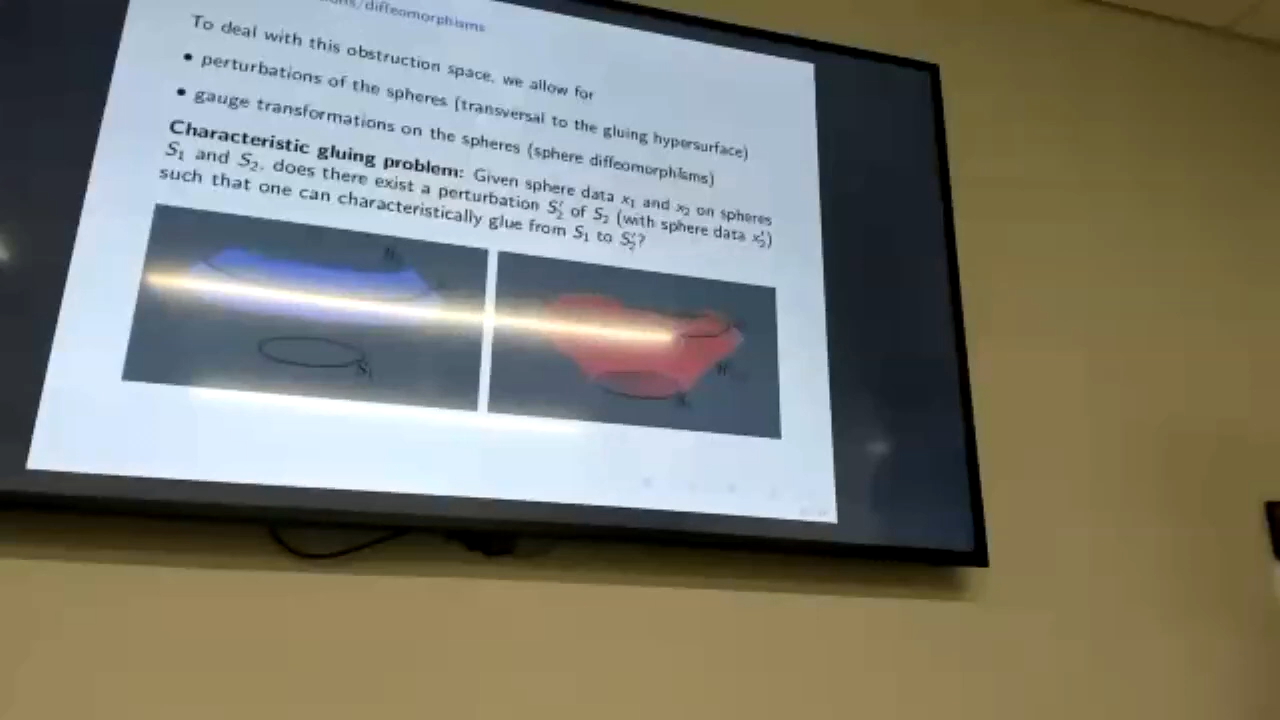 ons/diffeomorphisms
To deal with this obstruction space, we allow for
• perturbations of the spheres (transversal to the gluing hypersurface)
• gauge transformations on the spheres (sphere diffeomorphisms)
Characteristic gluing problem: Given sphere data x₁ and x₂ on spheres
S₁ and S₂, does there exist a perturbation S₂′ of S₂ (with sphere data x₂′)
such that one can characteristically glue from S₁ to S₂′?
S₁